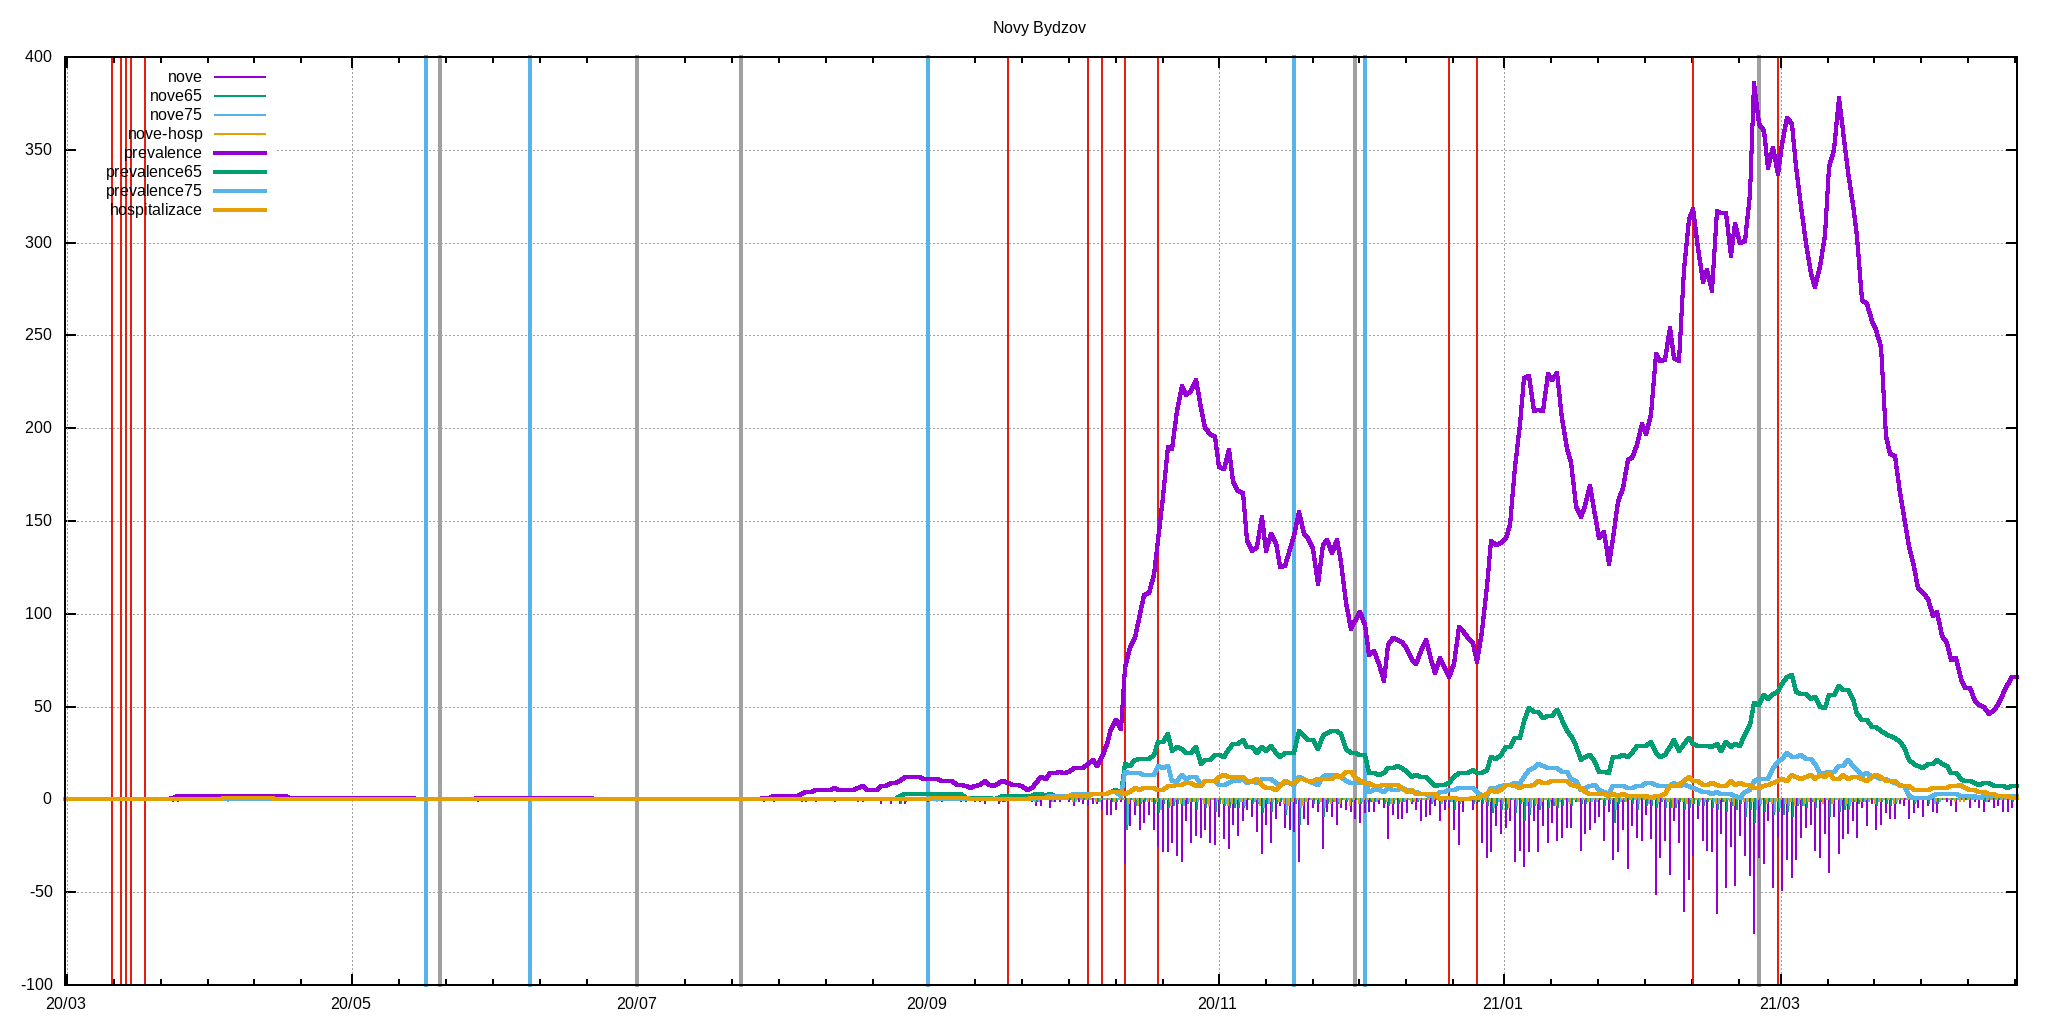 Novy Bydzov
400
350
300
250
200
150
100
50
0
-50
-100
nove
nove65
nove75
nove-hosp
prevalence
prevalence65
prevalence75
hospitalizace
20/03 20/05 20/07 20/09 20/11 21/01 21/03